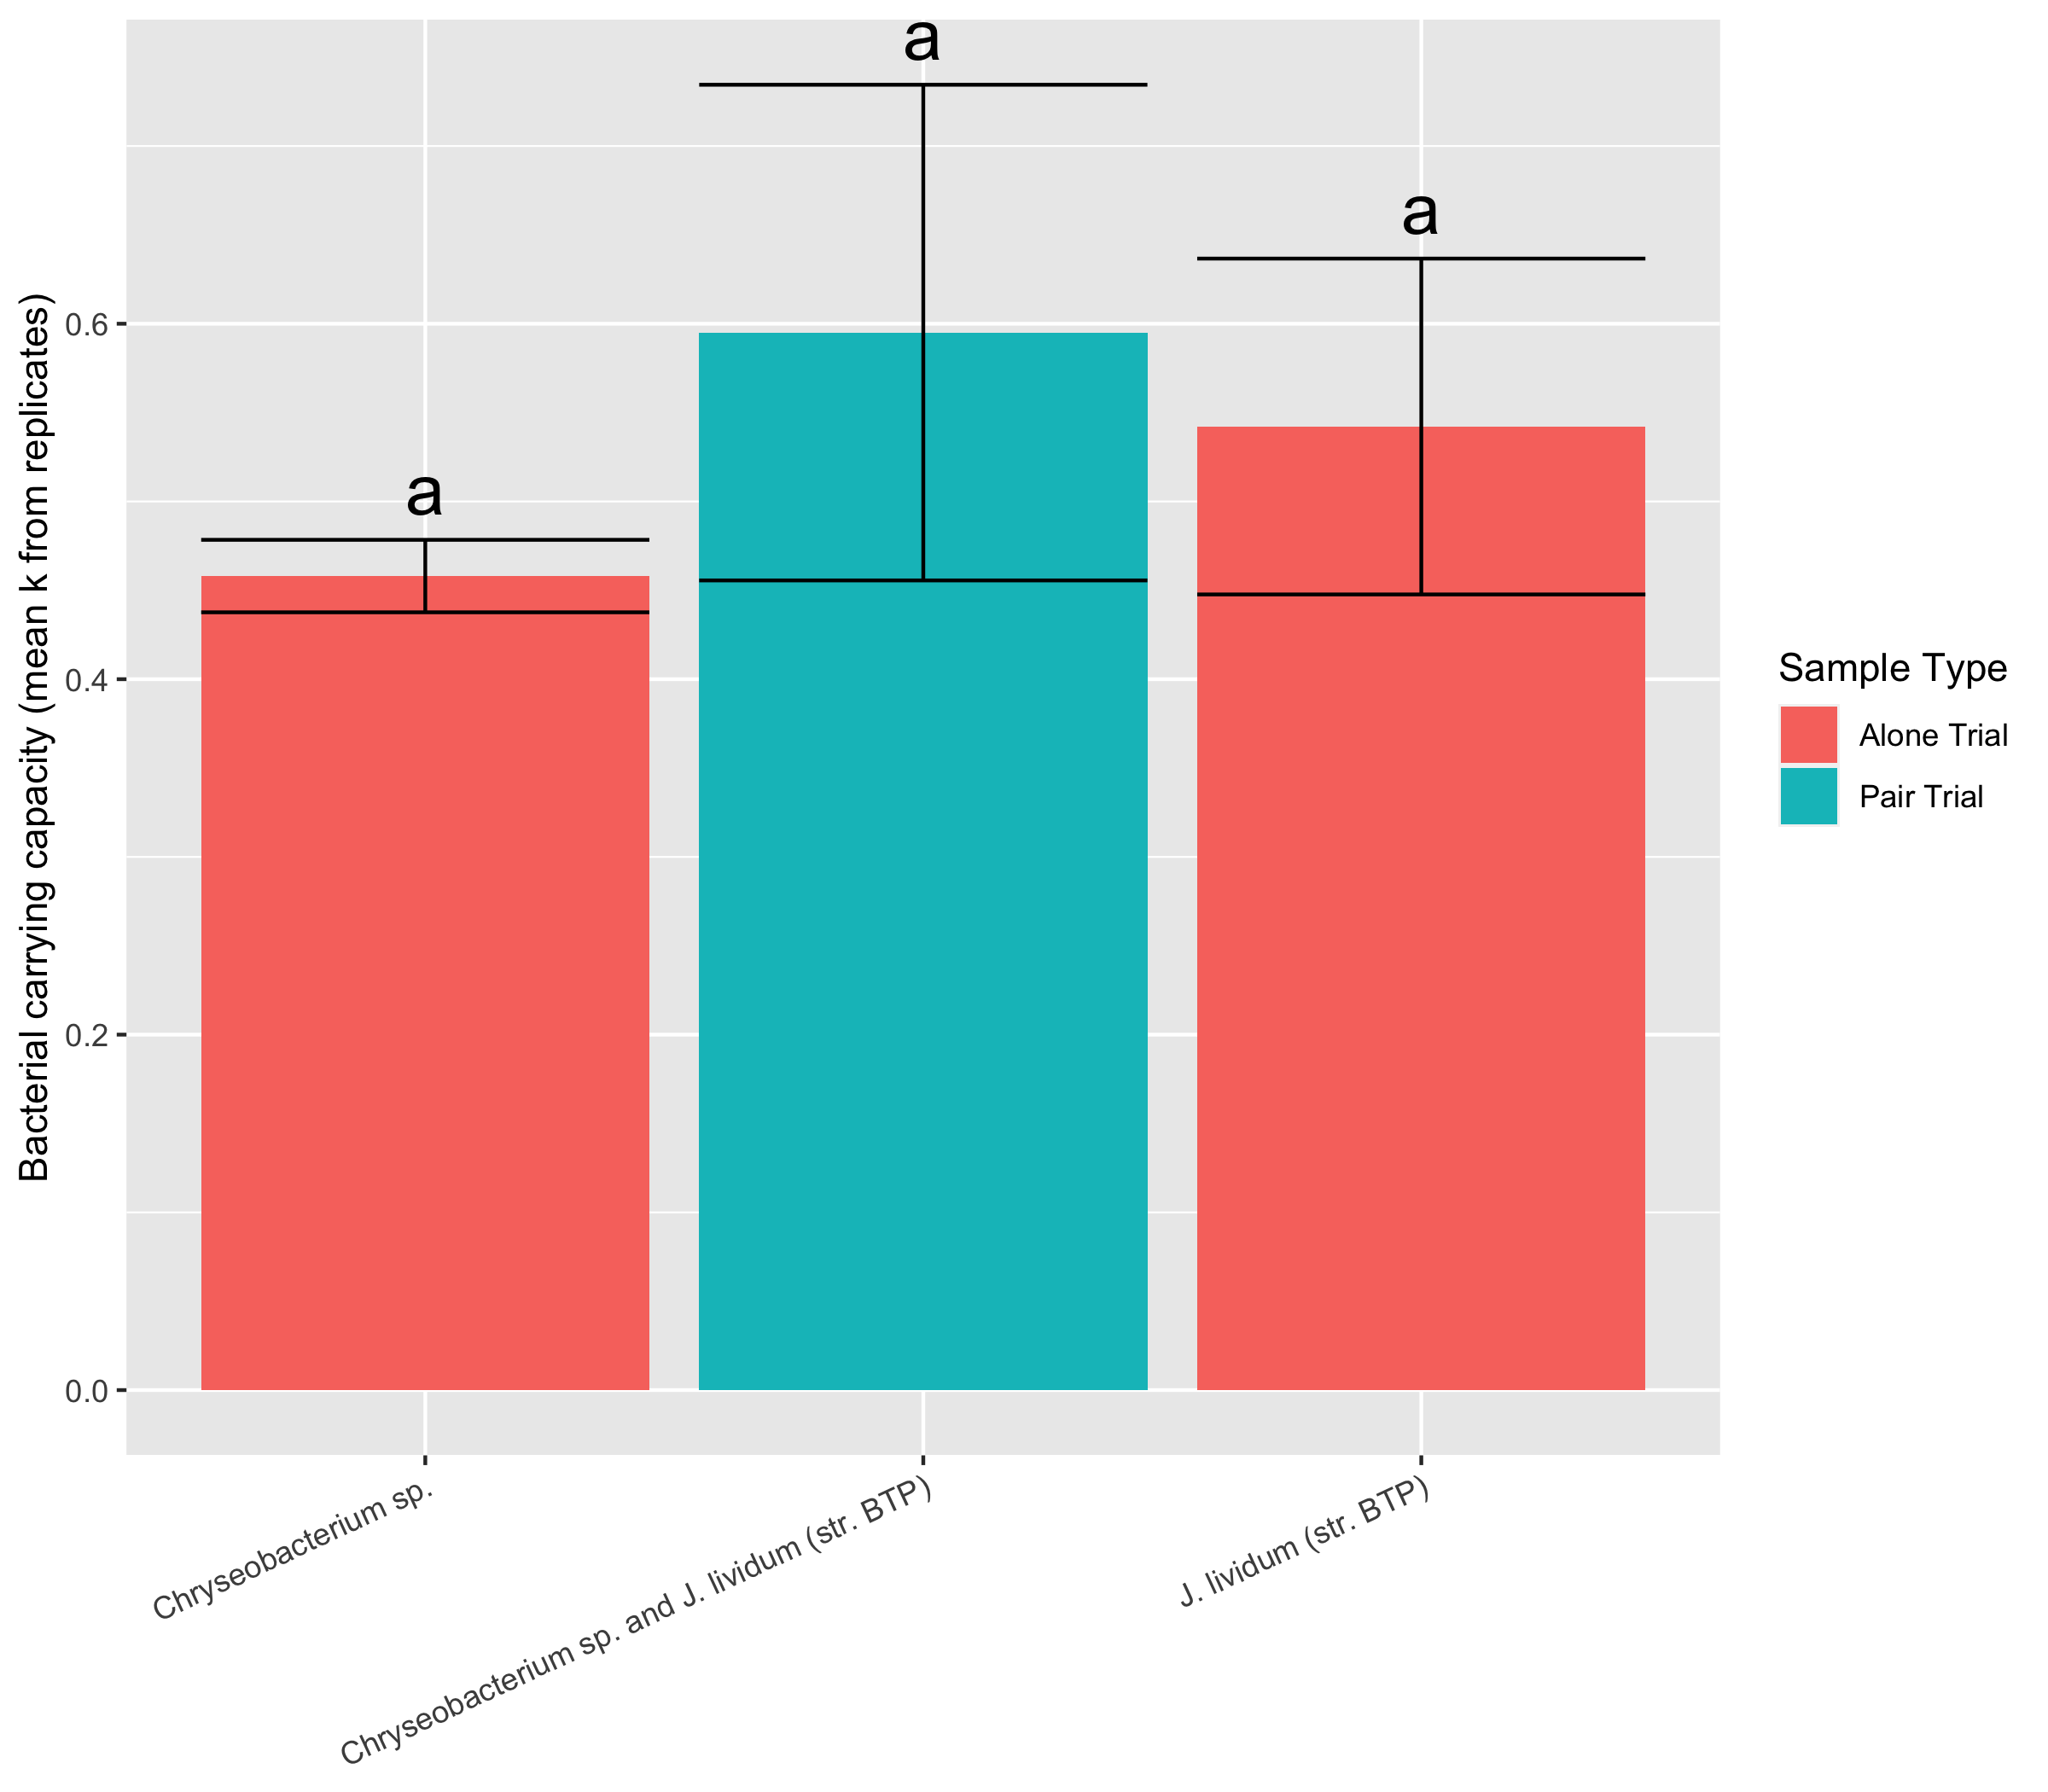 a
a
a
Bacterial carrying capacity (mean k from replicates)
0.6
0.4
0.2
0.0
Chryseobacterium sp.
Chryseobacterium sp. and J. lividum (str. BTP)
J. lividum (str. BTP)
Sample Type
Alone Trial
Pair Trial